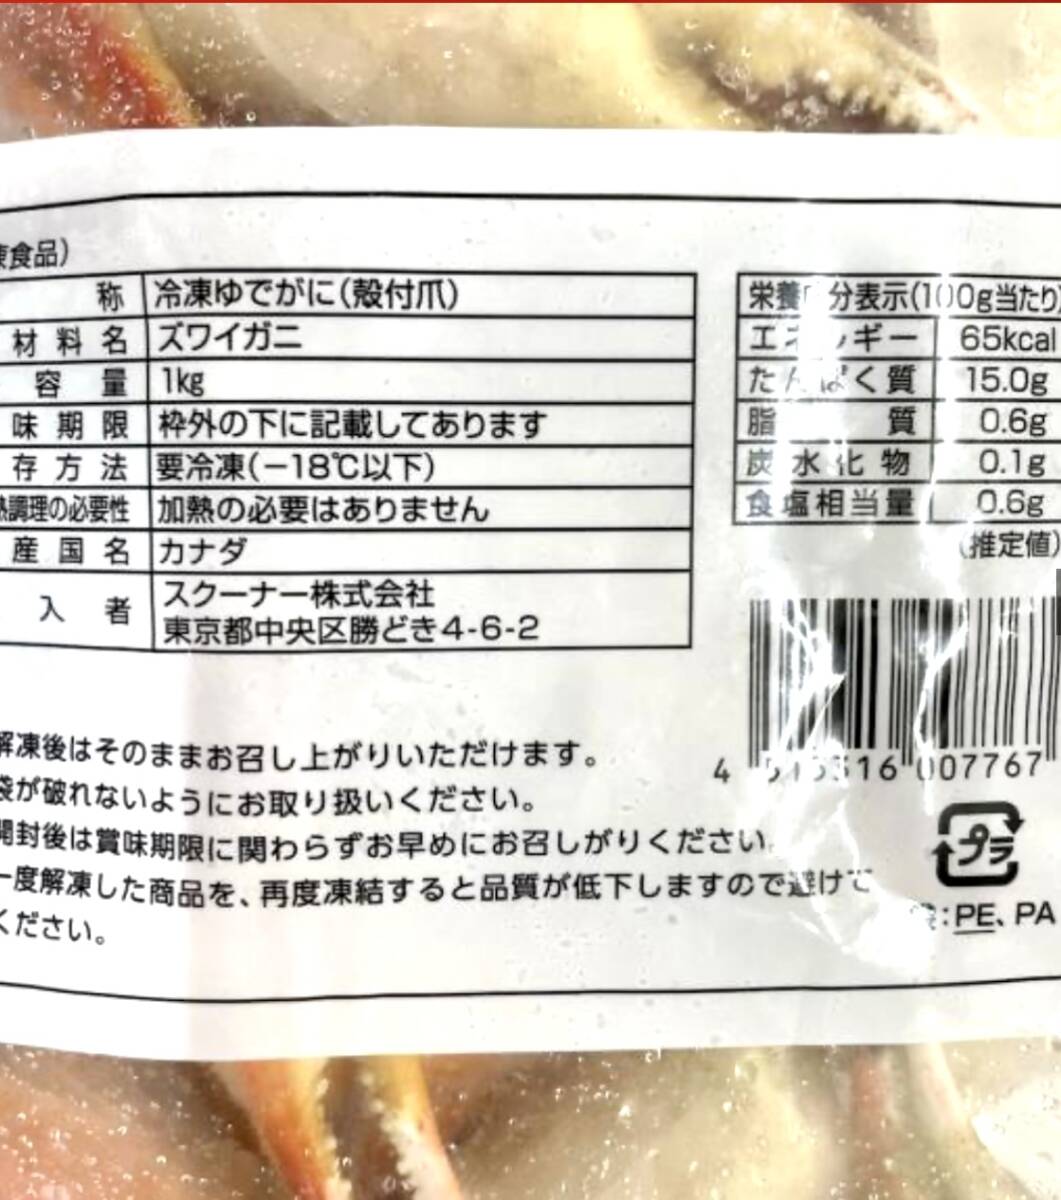 凍食品)
称 冷凍ゆでがに(殻付爪)
材料名 ズワイガニ
容量 1kg
味期限 枠外の下に記載してあります
存方法 要冷凍(-18℃以下)
熱調理の必要性 加熱の必要はありません
産国名 カナダ
入者 スクーナー株式会社
東京都中央区勝どき4-6-2
栄養成分表示(100g当たり)
エネルギー 65kcal
たんぱく質 15.0g
脂質 0.6g
炭水化物 0.1g
食塩相当量 0.6g
(推定値)
解凍後はそのままお召し上がりいただけます。
袋が破れないようにお取り扱いください。
開封後は賞味期限に関わらずお早めにお召しがりください。
一度解凍した商品を、再度凍結すると品質が低下しますので避けて
ください。
007767
プラ
袋:PE、PA